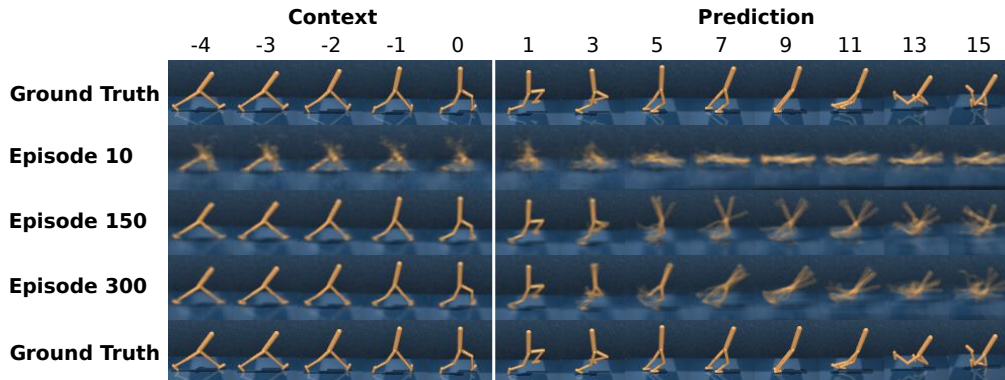 Context Prediction
-4 -3 -2 -1 0 1 3 5 7 9 11 13 15
Ground Truth
Episode 10
Episode 150
Episode 300
Ground Truth